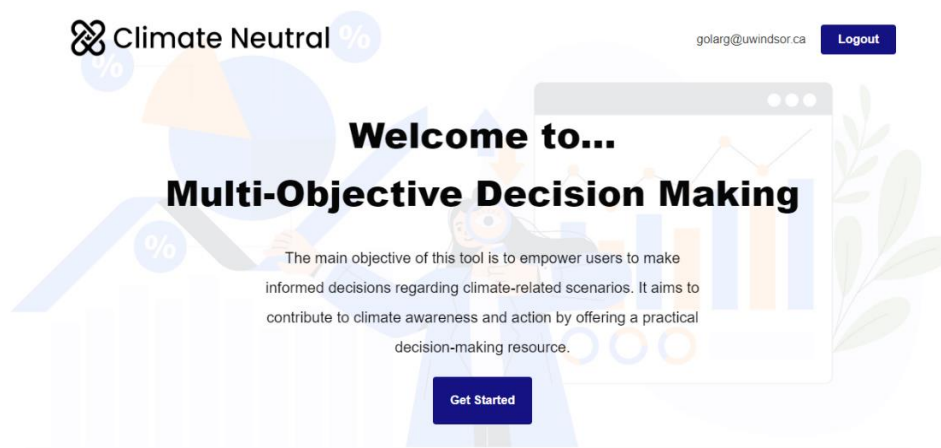 Climate Neutral
golarg@uwindsor.ca
Logout
%
%
%
Welcome to...
Multi-Objective Decision Making
The main objective of this tool is to empower users to make
informed decisions regarding climate-related scenarios. It aims to
contribute to climate awareness and action by offering a practical
decision-making resource.
Get Started